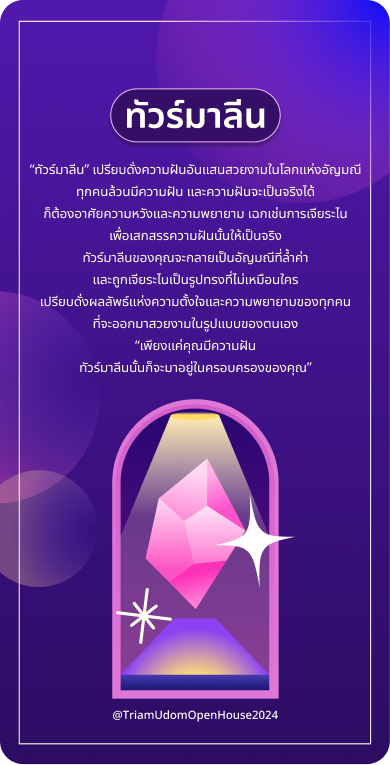 ทัวร์มาลีน
“ทัวร์มาลีน” เปรียบดั่งความฝันอันแสนสวยงามในโลกแห่งอัญมณี
ทุกคนล้วนมีความฝัน และความฝันจะเป็นจริงได้
ก็ต้องอาศัยความหวังและความพยายาม เฉกเช่นการเจียระไน
เพื่อเสกสรรความฝันนั้นให้เป็นจริง
ทัวร์มาลีนของคุณจะกลายเป็นอัญมณีที่ล้ำค่า
และถูกเจียระไนเป็นรูปทรงที่ไม่เหมือนใคร
เปรียบดั่งผลลัพธ์แห่งความตั้งใจและความพยายามของทุกคน
ที่จะออกมาสวยงามในรูปแบบของตนเอง
“เพียงแค่คุณมีความฝัน
ทัวร์มาลีนนั้นก็จะมาอยู่ในครอบครองของคุณ”
@TriamUdomOpenHouse2024